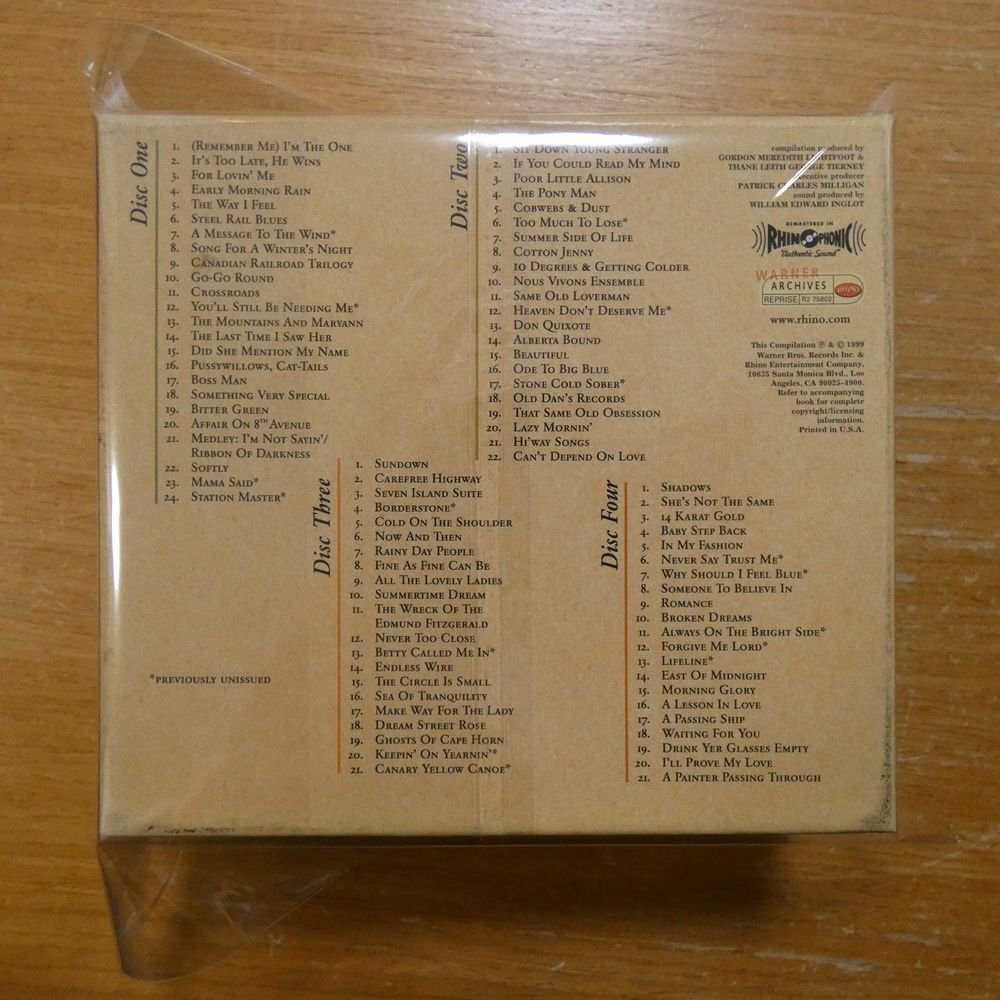 Disc One
1. (Remember Me) I'm The One
2. It's Too Late, He Wins
3. For Lovin' Me
4. Early Morning Rain
5. The Way I Feel
6. Steel Rail Blues
7. A Message To The Wind*
8. Song For A Winter's Night
9. Canadian Railroad Trilogy
10. Go-Go Round
11. Crossroads
12. You'll Still Be Needing Me*
13. The Mountains And Maryann
14. The Last Time I Saw Her
15. Did She Mention My Name
16. Pussywillows, Cat-Tails
17. Boss Man
18. Something Very Special
19. Bitter Green
20. Affair On 8th Avenue
21. Medley: I'm Not Sayin'/
Ribbon Of Darkness
22. Softly
23. Mama Said*
24. Station Master*
Disc Two
1. Sit Down Young Stranger
2. If You Could Read My Mind
3. Poor Little Allison
4. The Pony Man
5. Cobwebs & Dust
6. Too Much To Lose*
7. Summer Side Of Life
8. Cotton Jenny
9. 10 Degrees & Getting Colder
10. Nous Vivons Ensemble
11. Same Old Loverman
12. Heaven Don't Deserve Me*
13. Don Quixote
14. Alberta Bound
15. Beautiful
16. Ode To Big Blue
17. Stone Cold Sober*
18. Old Dan's Records
19. That Same Old Obsession
20. Lazy Mornin'
21. Hi'way Songs
22. Can't Depend On Love
compilation produced by
GORDON MEREDITH LIGHTFOOT &
THANE LEITH GEORGE TIERNEY
executive producer
PATRICK CHARLES MILLIGAN
sound produced by
WILLIAM EDWARD INGLOT
REMASTERED IN
RHINOPHONIC
"Authentic Sound"
WARNER
ARCHIVES
REPRISE R2 75802
RHINO
www.rhino.com
This Compilation ℗ & © 1999
Warner Bros. Records Inc. &
Rhino Entertainment Company,
10635 Santa Monica Blvd., Los
Angeles, CA 90025-4900.
Refer to accompanying
book for complete
copyright/licensing
information.
Printed in U.S.A.
Disc Three
1. Sundown
2. Carefree Highway
3. Seven Island Suite
4. Borderstone*
5. Cold On The Shoulder
6. Now And Then
7. Rainy Day People
8. Fine As Fine Can Be
9. All The Lovely Ladies
10. Summertime Dream
11. The Wreck Of The
Edmund Fitzgerald
12. Never Too Close
13. Betty Called Me In*
14. Endless Wire
15. The Circle Is Small
16. Sea Of Tranquility
17. Make Way For The Lady
18. Dream Street Rose
19. Ghosts Of Cape Horn
20. Keepin' On Yearnin'*
21. Canary Yellow Canoe*
Disc Four
1. Shadows
2. She's Not The Same
3. 14 Karat Gold
4. Baby Step Back
5. In My Fashion
6. Never Say Trust Me*
7. Why Should I Feel Blue*
8. Someone To Believe In
9. Romance
10. Broken Dreams
11. Always On The Bright Side*
12. Forgive Me Lord*
13. Lifeline*
14. East Of Midnight
15. Morning Glory
16. A Lesson In Love
17. A Passing Ship
18. Waiting For You
19. Drink Yer Glasses Empty
20. I'll Prove My Love
21. A Painter Passing Through
*PREVIOUSLY UNISSUED